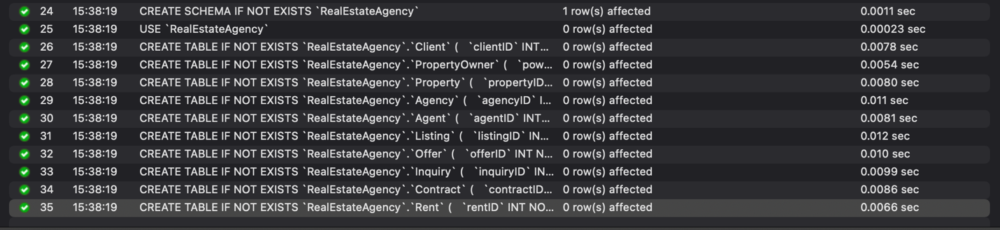 24 15:38:19 CREATE SCHEMA IF NOT EXISTS `RealEstateAgency` 1 row(s) affected 0.0011 sec
25 15:38:19 USE `RealEstateAgency` 0 row(s) affected 0.00023 sec
26 15:38:19 CREATE TABLE IF NOT EXISTS `RealEstateAgency`.`Client` ( `clientID` INT... 0 row(s) affected 0.0078 sec
27 15:38:19 CREATE TABLE IF NOT EXISTS `RealEstateAgency`.`PropertyOwner` ( `pow... 0 row(s) affected 0.0054 sec
28 15:38:19 CREATE TABLE IF NOT EXISTS `RealEstateAgency`.`Property` ( `propertyID... 0 row(s) affected 0.0080 sec
29 15:38:19 CREATE TABLE IF NOT EXISTS `RealEstateAgency`.`Agency` ( `agencyID` I... 0 row(s) affected 0.011 sec
30 15:38:19 CREATE TABLE IF NOT EXISTS `RealEstateAgency`.`Agent` ( `agentID` INT... 0 row(s) affected 0.0081 sec
31 15:38:19 CREATE TABLE IF NOT EXISTS `RealEstateAgency`.`Listing` ( `listingID` IN... 0 row(s) affected 0.012 sec
32 15:38:19 CREATE TABLE IF NOT EXISTS `RealEstateAgency`.`Offer` ( `offerID` INT N... 0 row(s) affected 0.010 sec
33 15:38:19 CREATE TABLE IF NOT EXISTS `RealEstateAgency`.`Inquiry` ( `inquiryID` IN... 0 row(s) affected 0.0099 sec
34 15:38:19 CREATE TABLE IF NOT EXISTS `RealEstateAgency`.`Contract` ( `contractID... 0 row(s) affected 0.0086 sec
35 15:38:19 CREATE TABLE IF NOT EXISTS `RealEstateAgency`.`Rent` ( `rentID` INT NO... 0 row(s) affected 0.0066 sec